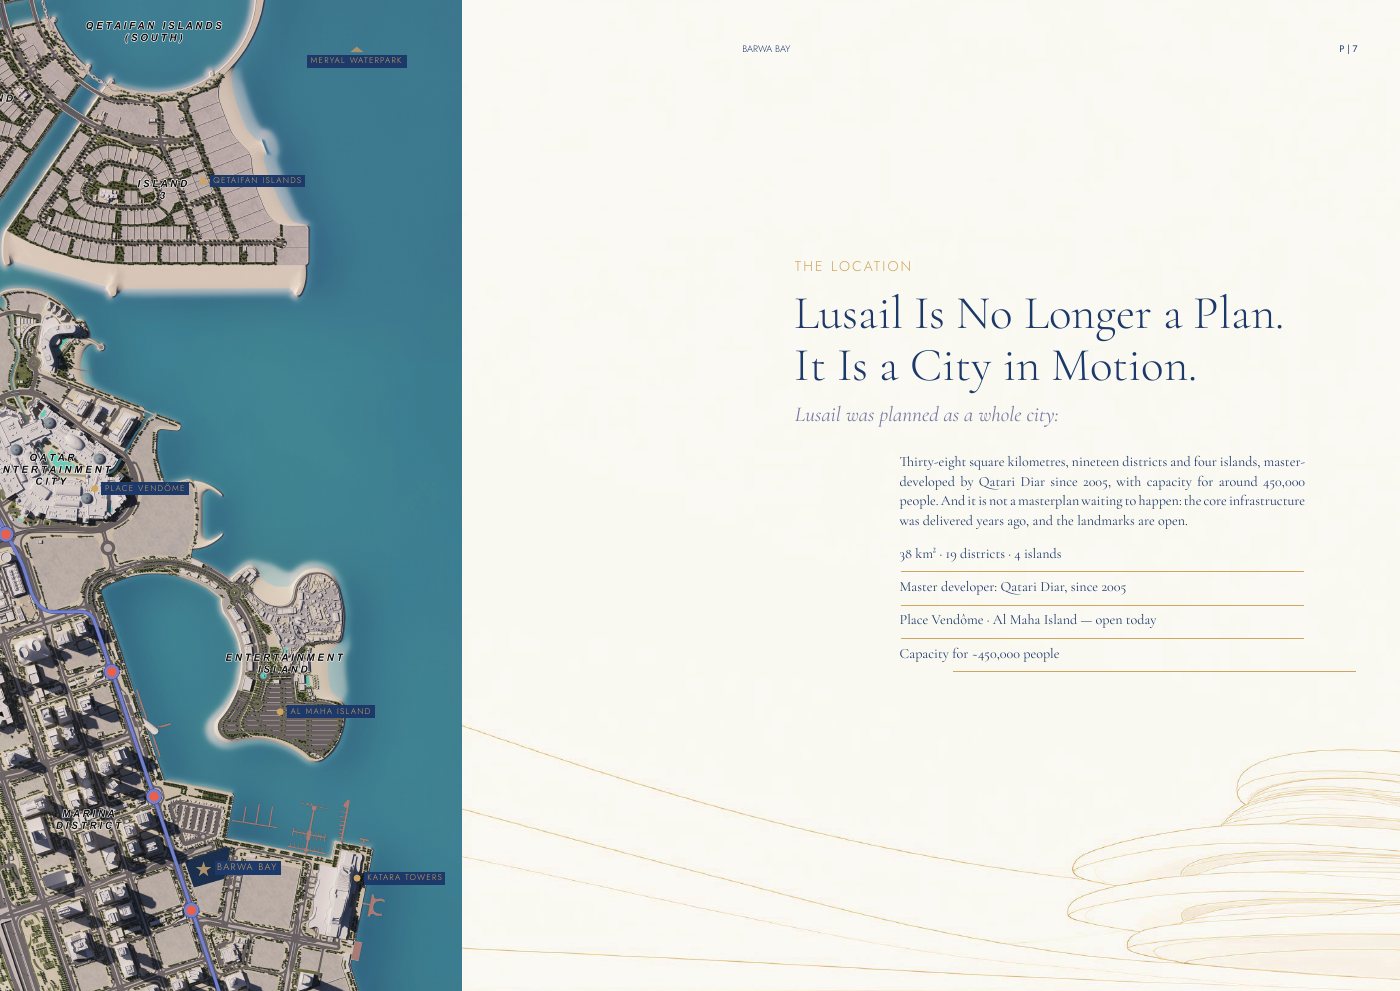 QETAIFAN ISLANDS
(SOUTH)
MERYAL WATERPARK
ISLAND
3
QETAIFAN ISLANDS
QATAR
NTERTAINMENT
CITY
PLACE VENDÔME
ENTERTAINMENT
ISLAND
AL MAHA ISLAND
MARINA
DISTRICT
BARWA BAY
KATARA TOWERS
BARWA BAY
P | 7
THE LOCATION
Lusail Is No Longer a Plan.
It Is a City in Motion.
Lusail was planned as a whole city:
Thirty-eight square kilometres, nineteen districts and four islands, master-
developed by Qatari Diar since 2005, with capacity for around 450,000
people. And it is not a masterplan waiting to happen: the core infrastructure
was delivered years ago, and the landmarks are open.
38 km² · 19 districts · 4 islands
Master developer: Qatari Diar, since 2005
Place Vendôme · Al Maha Island — open today
Capacity for ~450,000 people